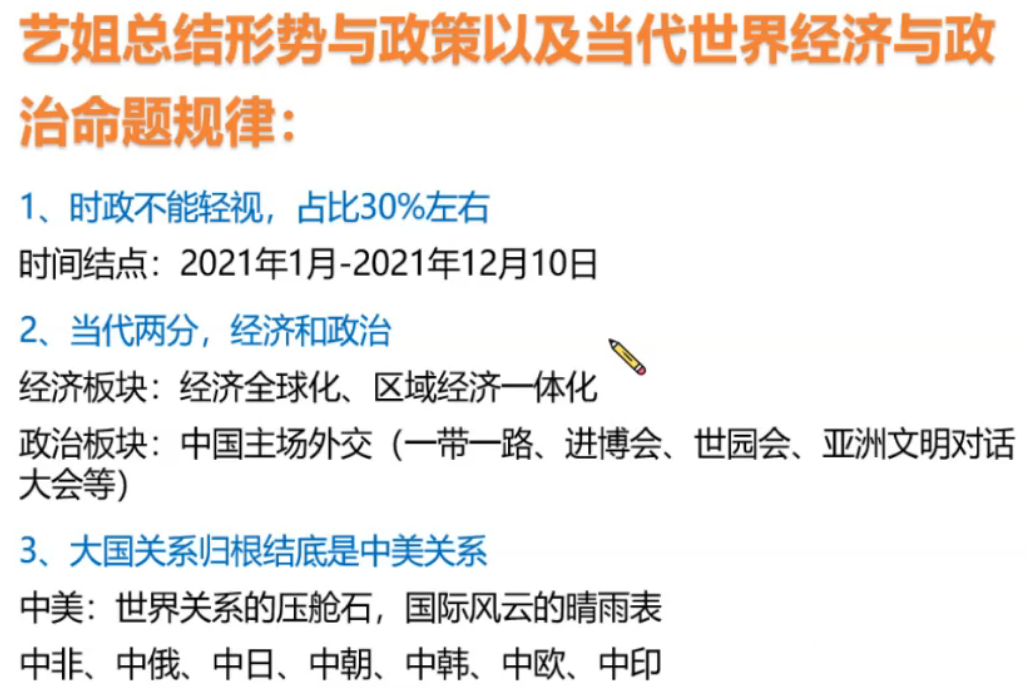 艺姐总结形势与政策以及当代世界经济与政
治命题规律：
1、时政不能轻视，占比30%左右
时间结点：2021年1月-2021年12月10日
2、当代两分，经济和政治
经济板块：经济全球化、区域经济一体化
政治板块：中国主场外交（一带一路、进博会、世园会、亚洲文明对话
大会等）
3、大国关系归根结底是中美关系
中美：世界关系的压舱石，国际风云的晴雨表
中非、中俄、中日、中朝、中韩、中欧、中印